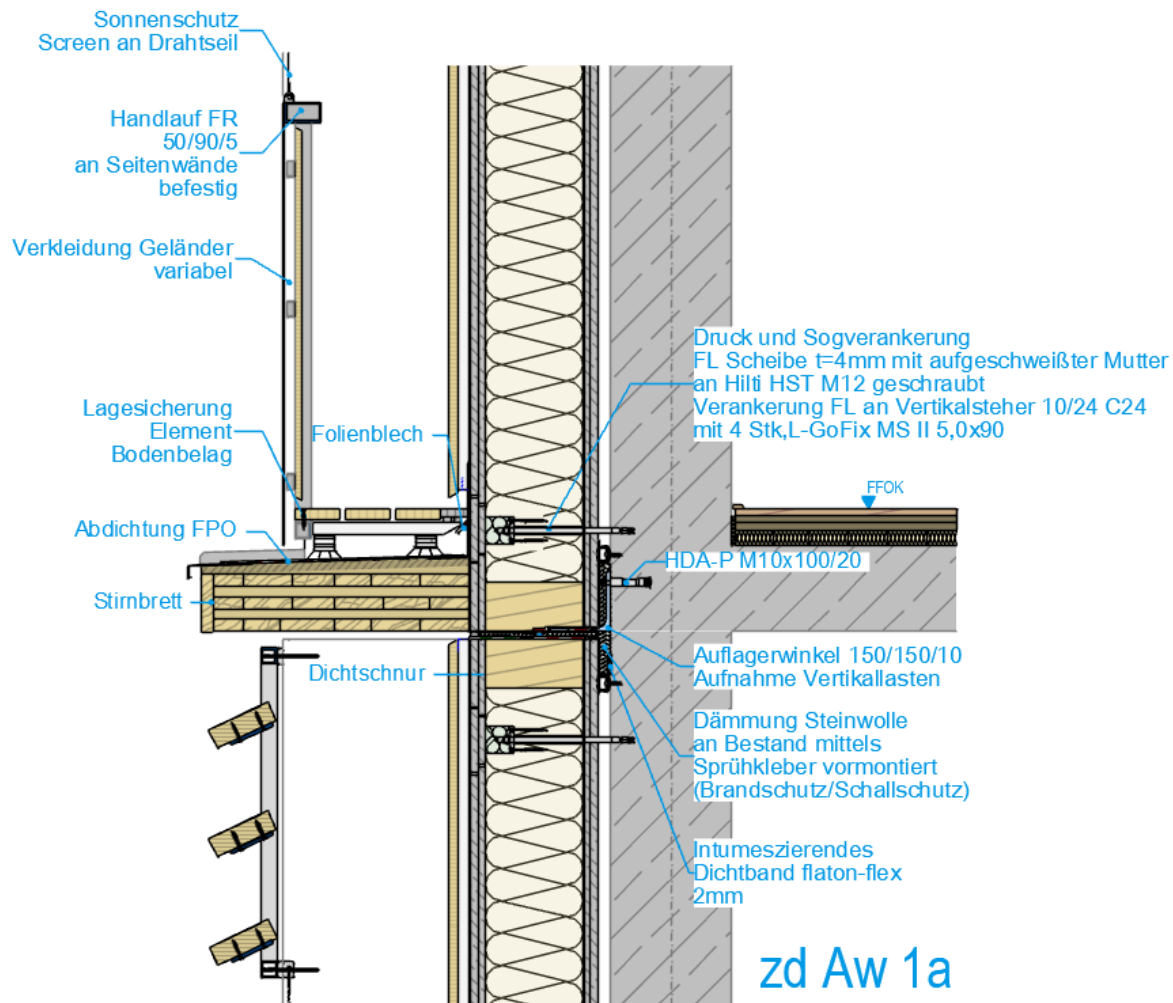 Sonnenschutz
Screen an Drahtseil
Handlauf FR
50/90/5
an Seitenwände
befestig
Verkleidung Geländer
variabel
Lagesicherung
Element
Bodenbelag
Folienblech
Abdichtung FPO
Stirnbrett
Dichtschnur
Druck und Sogverankerung
FL Scheibe t=4mm mit aufgeschweißter Mutter
an Hilti HST M12 geschraubt
Verankerung FL an Vertikalsteher 10/24 C24
mit 4 Stk,L-GoFix MS II 5,0x90
FFOK
HDA-P M10x100/20
Auflagerwinkel 150/150/10
Aufnahme Vertikallasten
Dämmung Steinwolle
an Bestand mittels
Sprühkleber vormontiert
(Brandschutz/Schallschutz)
Intumeszierendes
Dichtband flaton-flex
2mm
zd Aw 1a